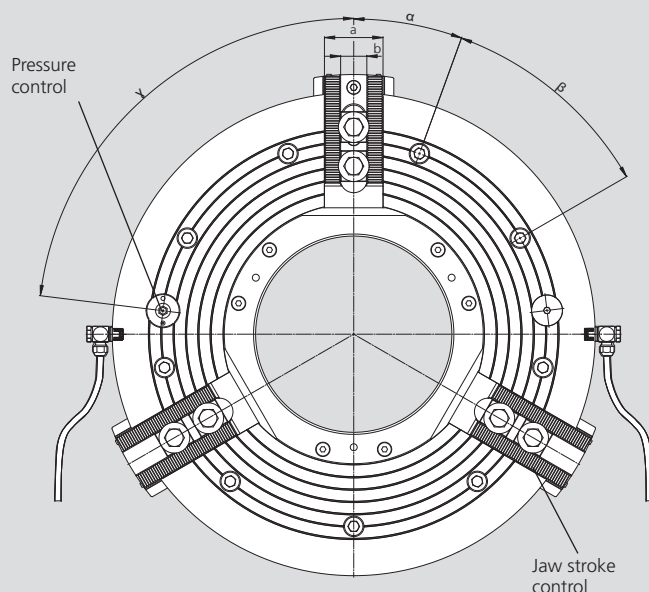 α
a
b
β
Pressure
control
γ
Jaw stroke
control